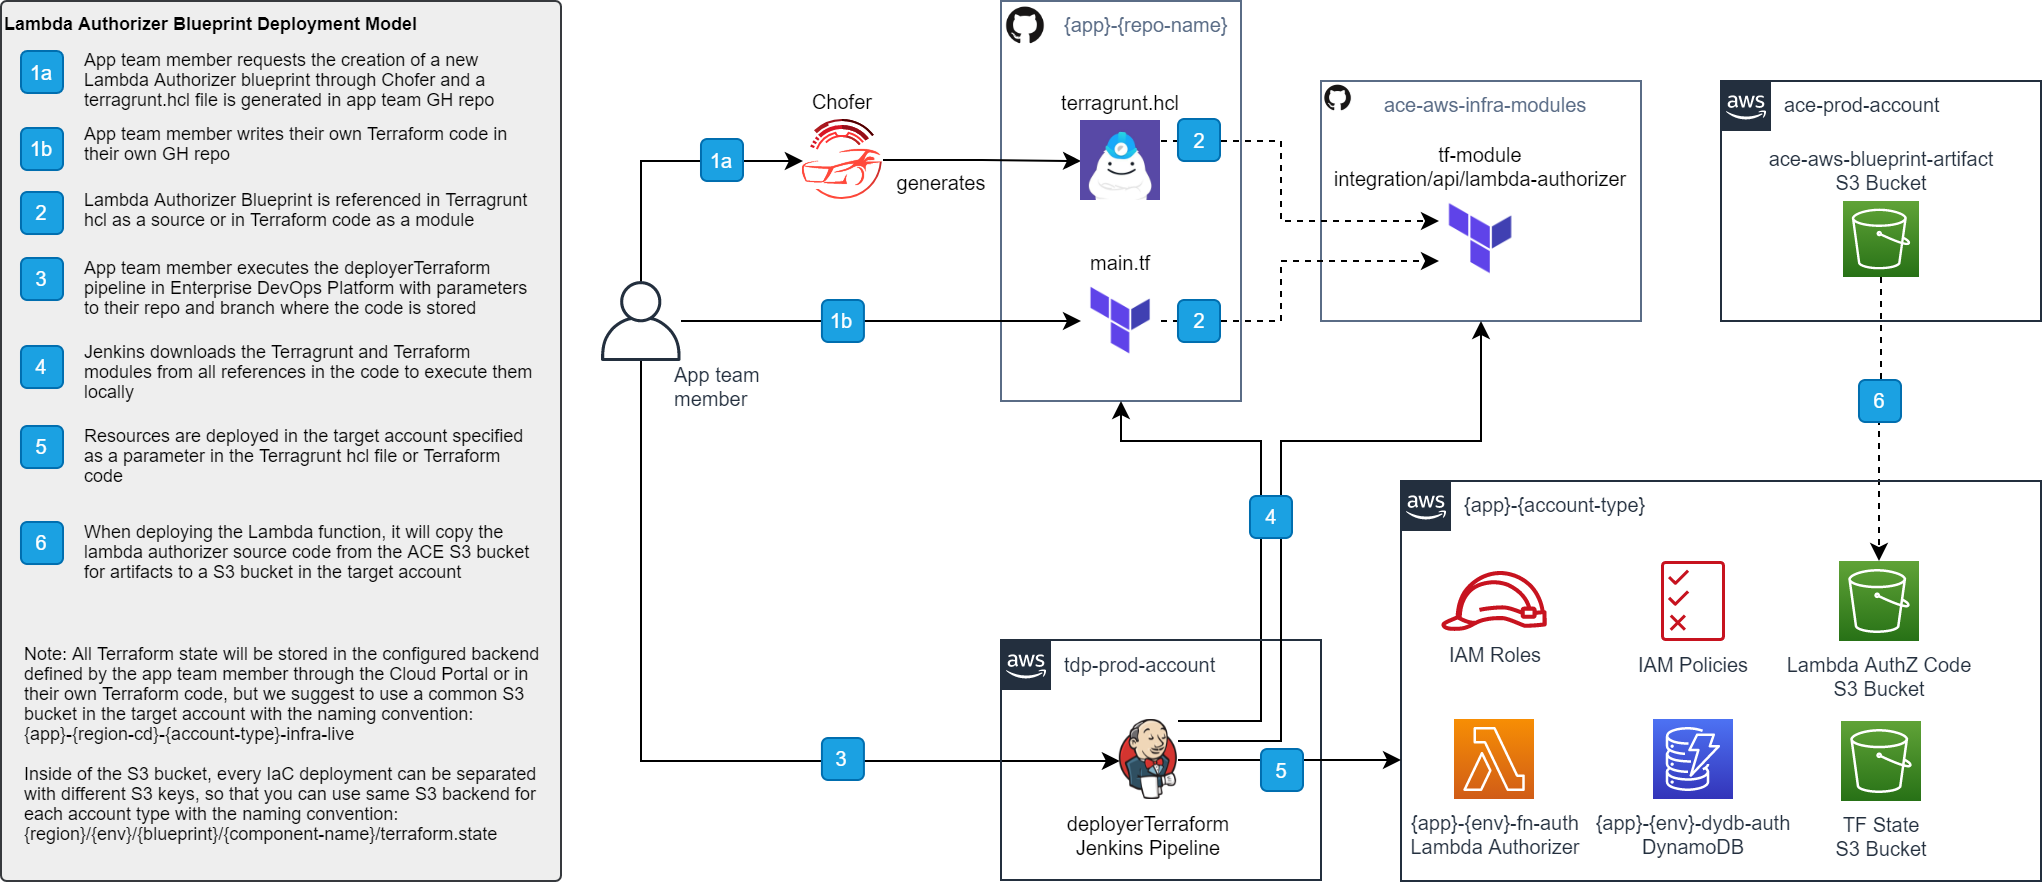 Lambda Authorizer Blueprint Deployment Model
1a
App team member requests the creation of a new
Lambda Authorizer blueprint through Chofer and a
terragrunt.hcl file is generated in app team GH repo
1b
App team member writes their own Terraform code in
their own GH repo
2
Lambda Authorizer Blueprint is referenced in Terragrunt
hcl as a source or in Terraform code as a module
3
App team member executes the deployerTerraform
pipeline in Enterprise DevOps Platform with parameters
to their repo and branch where the code is stored
4
Jenkins downloads the Terragrunt and Terraform
modules from all references in the code to execute them
locally
5
Resources are deployed in the target account specified
as a parameter in the Terragrunt hcl file or Terraform
code
6
When deploying the Lambda function, it will copy the
lambda authorizer source code from the ACE S3 bucket
for artifacts to a S3 bucket in the target account
Note: All Terraform state will be stored in the configured backend
defined by the app team member through the Cloud Portal or in
their own Terraform code, but we suggest to use a common S3
bucket in the target account with the naming convention:
{app}-{region-cd}-{account-type}-infra-live
Inside of the S3 bucket, every IaC deployment can be separated
with different S3 keys, so that you can use same S3 backend for
each account type with the naming convention:
{region}/{env}/{blueprint}/{component-name}/terraform.state
App team
member
1a
Chofer
generates
1b
3
{app}-{repo-name}
terragrunt.hcl
2
main.tf
2
ace-aws-infra-modules
tf-module
integration/api/lambda-authorizer
aws
ace-prod-account
ace-aws-blueprint-artifact
S3 Bucket
6
4
aws
tdp-prod-account
deployerTerraform
Jenkins Pipeline
5
aws
{app}-{account-type}
IAM Roles
IAM Policies
Lambda AuthZ Code
S3 Bucket
{app}-{env}-fn-auth
Lambda Authorizer
{app}-{env}-dydb-auth
DynamoDB
TF State
S3 Bucket